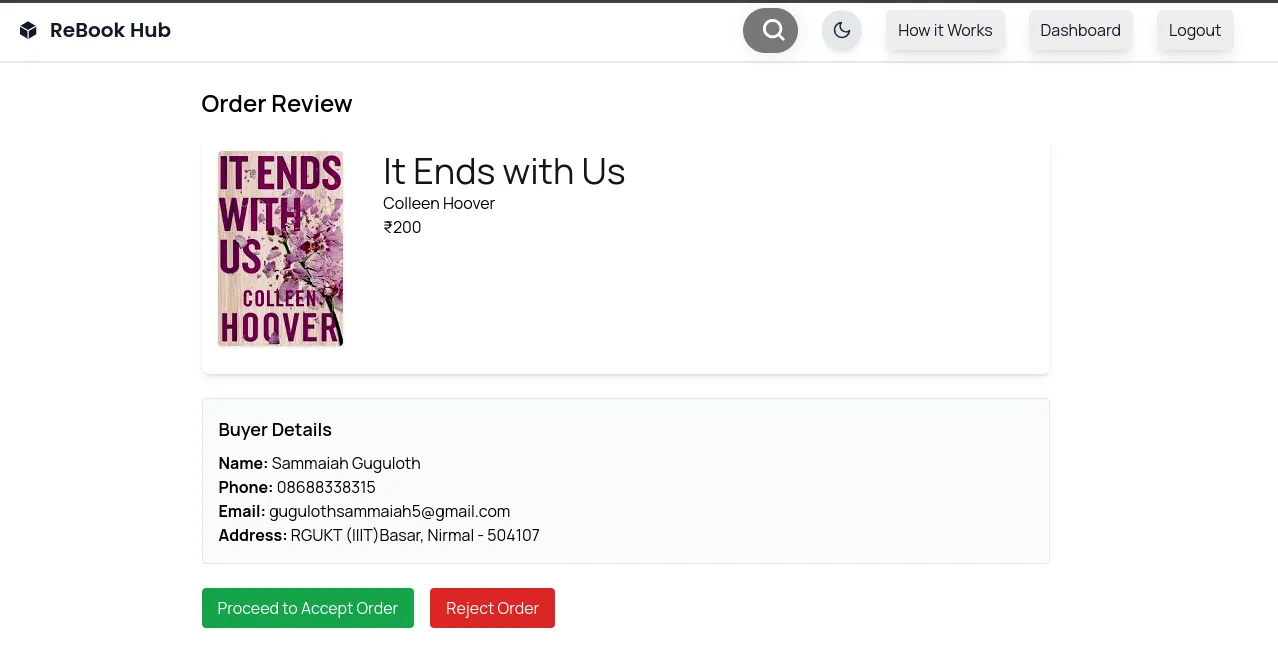 ReBook Hub
How it Works
Dashboard
Logout
Order Review
IT ENDS
WITH
US
COLLEEN
HOOVER
It Ends with Us
Colleen Hoover
₹200
Buyer Details
Name: Sammaiah Guguloth
Phone: 08688338315
Email: gugulothsammaiah5@gmail.com
Address: RGUKT (IIIT)Basar, Nirmal - 504107
Proceed to Accept Order
Reject Order